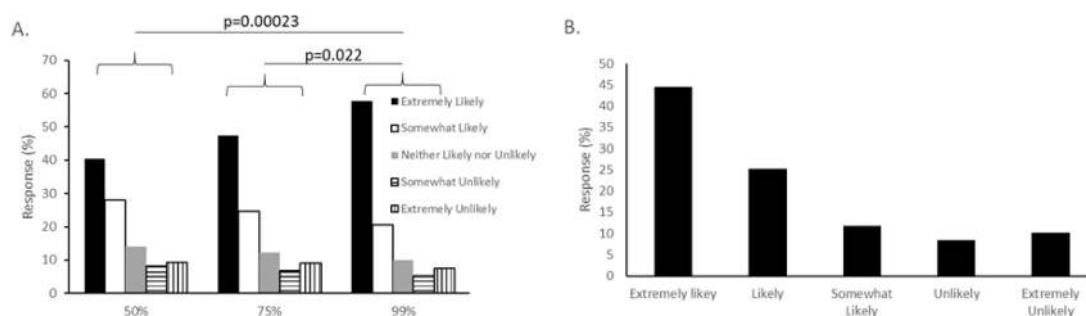 A.
p=0.00023
p=0.022
70
60
50
40
30
20
10
0
Response (%)
50%
75%
99%
Extremely Likely
Somewhat Likely
Neither Likely nor Unlikely
Somewhat Unlikely
Extremely Unlikely
B.
50
45
40
35
30
25
20
15
10
5
0
Response (%)
Extremely likey
Likely
Somewhat
Likely
Unlikely
Extremely
Unlikely